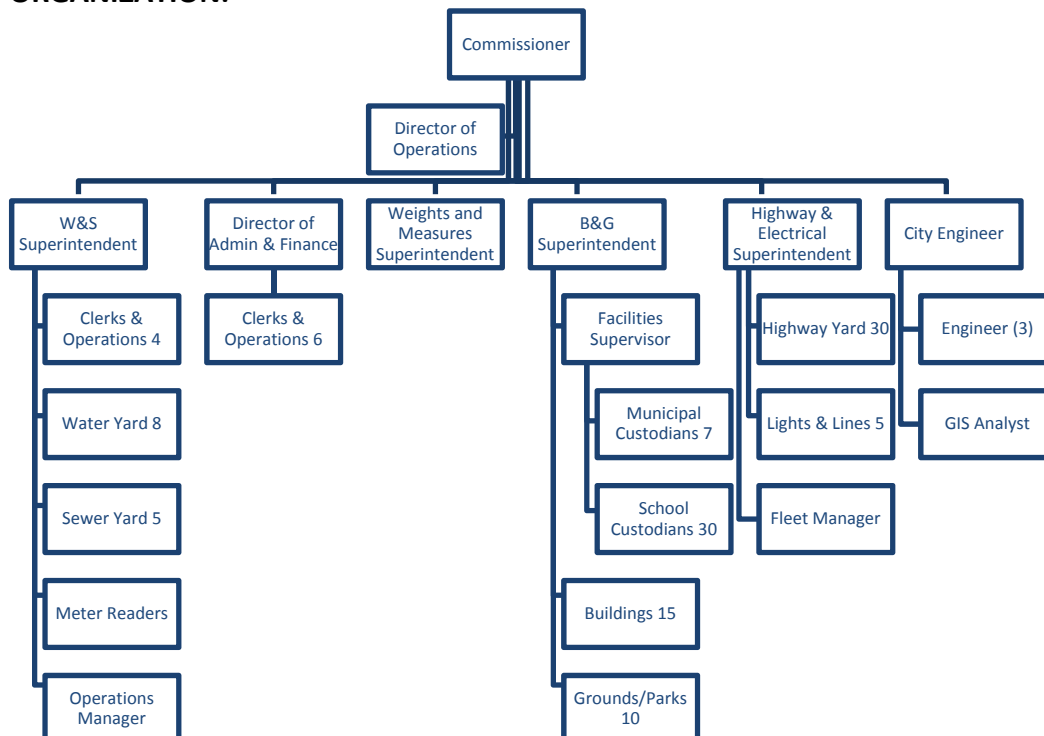 ORGANIZATION:
Commissioner
Director of
Operations
W&S
Superintendent
Director of
Admin & Finance
Weights and
Measures
Superintendent
B&G
Superintendent
Highway &
Electrical
Superintendent
City Engineer
Clerks &
Operations 4
Water Yard 8
Sewer Yard 5
Meter Readers
Operations
Manager
Clerks &
Operations 6
Facilities
Supervisor
Municipal
Custodians 7
School
Custodians 30
Buildings 15
Grounds/Parks
10
Highway Yard 30
Lights & Lines 5
Fleet Manager
Engineer (3)
GIS Analyst